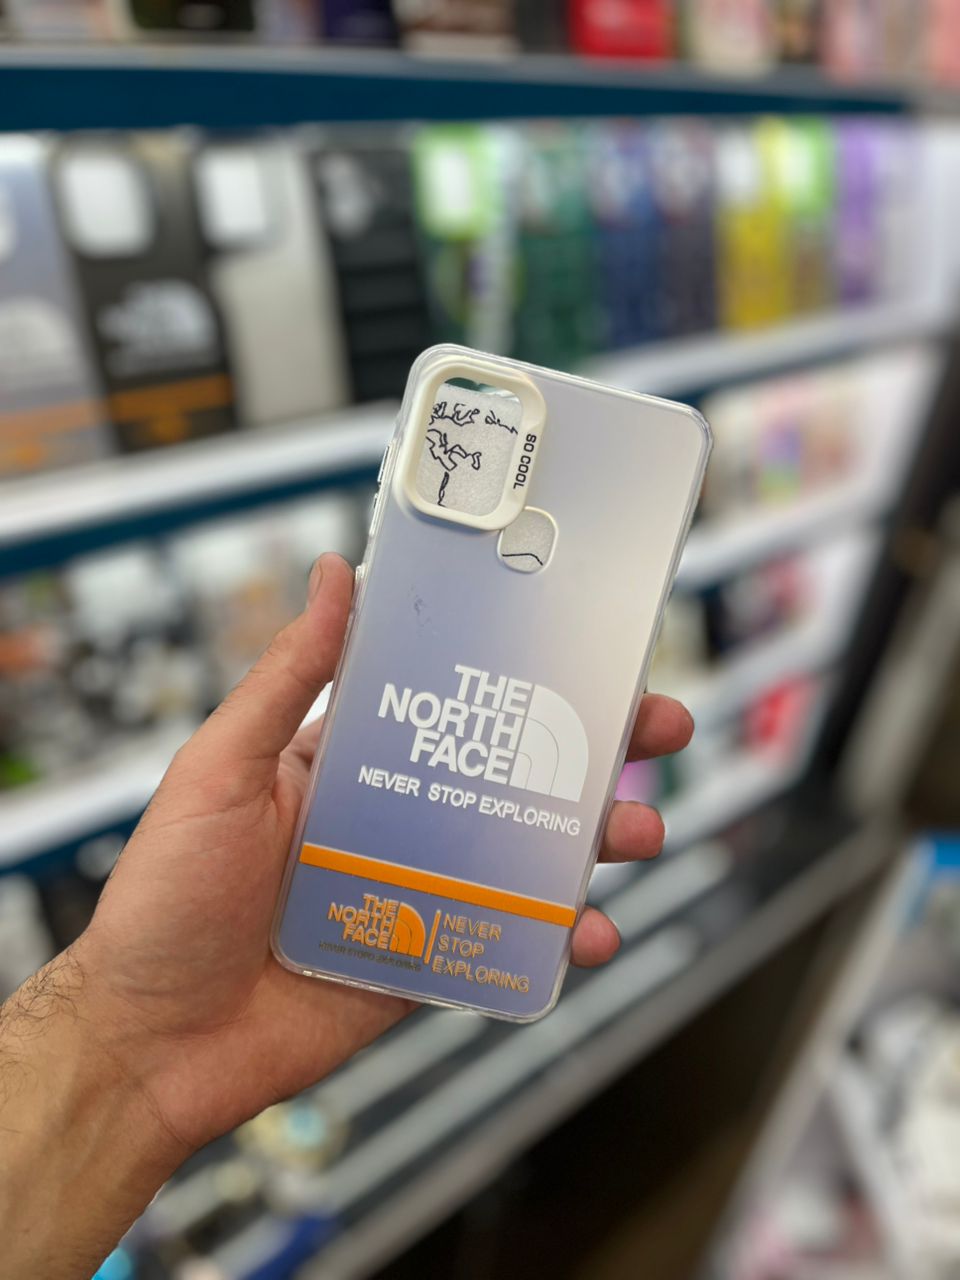 SO COOL
THE
NORTH
FACE
NEVER STOP EXPLORING
THE
NORTH
FACE
NEVER
STOP
EXPLORING